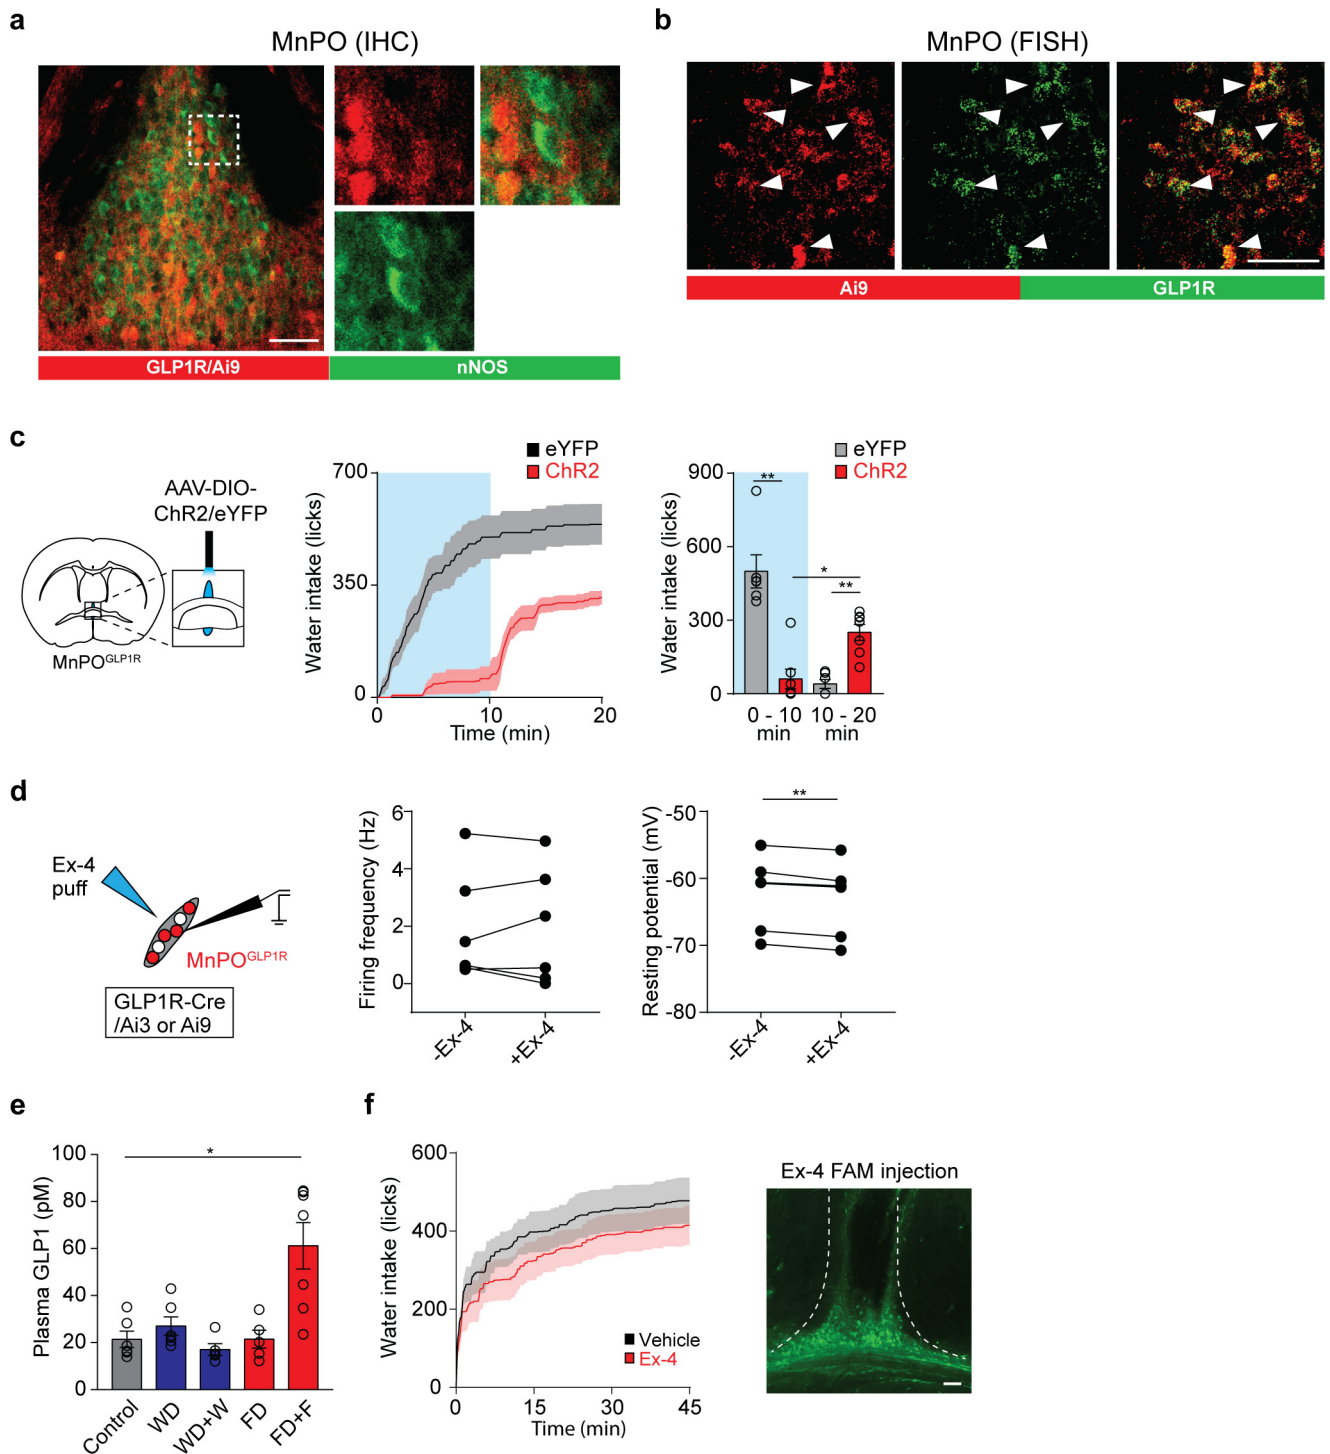 a
MnPO (IHC)
GLP1R/Ai9
nNOS
b
MnPO (FISH)
Ai9
GLP1R
c
AAV-DIO-
ChR2/eYFP
MnPO^GLP1R
eYFP
ChR2
700
350
0
Water intake (licks)
0
10
20
Time (min)
eYFP
ChR2
900
600
300
0
Water intake (licks)
**
*
**
0 - 10
min
10 - 20
min
d
Ex-4
puff
MnPO^GLP1R
GLP1R-Cre
/Ai3 or Ai9
6
4
2
0
Firing frequency (Hz)
-Ex-4
+Ex-4
**
-50
-60
-70
-80
Resting potential (mV)
-Ex-4
+Ex-4
e
*
100
80
60
40
20
0
Plasma GLP1 (pM)
Control
WD
WD+W
FD
FD+F
f
600
400
200
0
Water intake (licks)
Vehicle
Ex-4
0
15
30
45
Time (min)
Ex-4 FAM injection